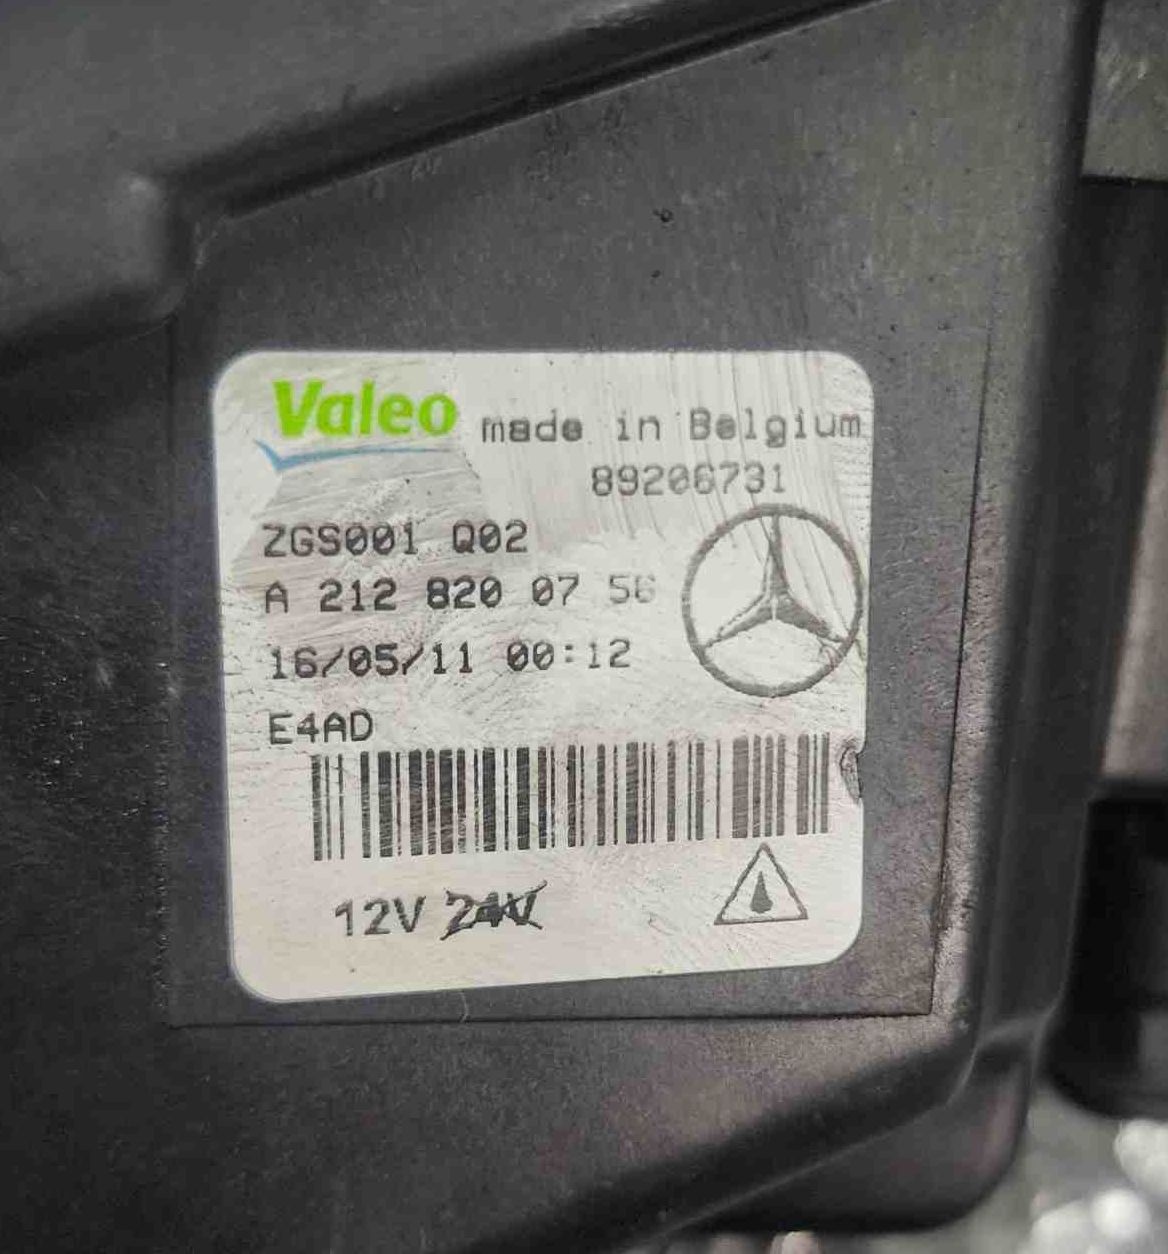 Valeo made in Belgium
89206731
ZGS001 Q02
A 212 820 07 56
16/05/11 00:12
E4AD
12V 24V